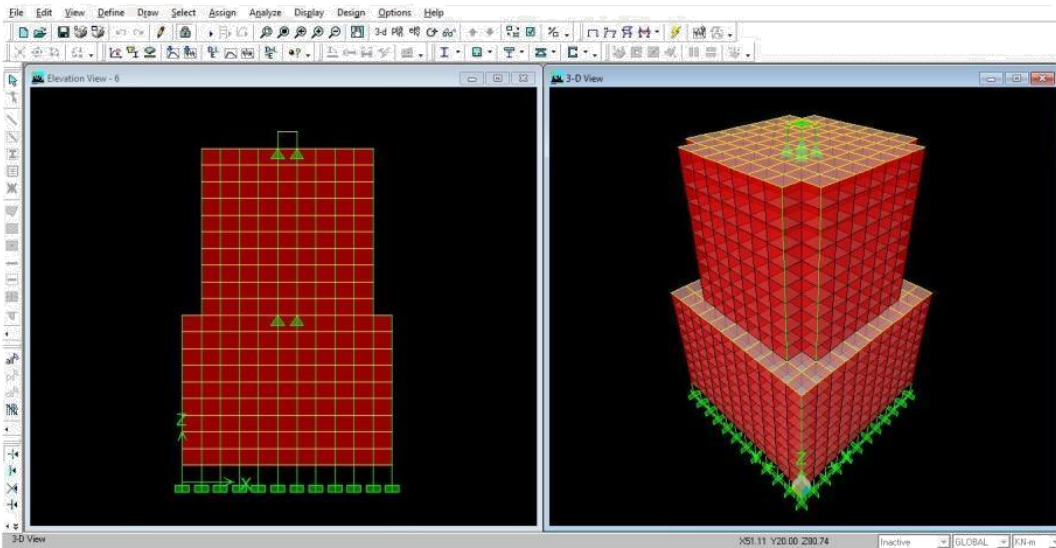 File Edit View Define Draw Select Assign Analyze Display Design Options Help
3-d
Elevation View - 6
3-D View
Z
X
Z
3-D View
X51.11 Y20.00 Z80.74
Inactive
GLOBAL
KN-m